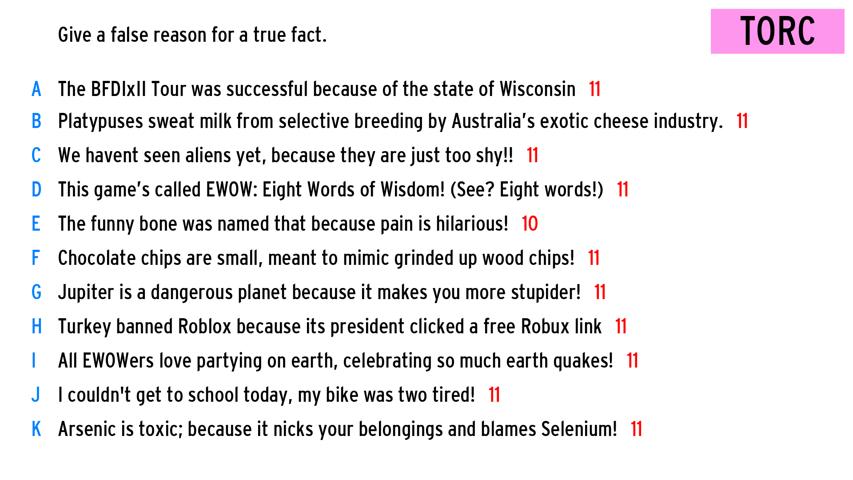 Give a false reason for a true fact.
TORC
A The BFDIxII Tour was successful because of the state of Wisconsin 11
B Platypuses sweat milk from selective breeding by Australia's exotic cheese industry. 11
C We havent seen aliens yet, because they are just too shy!! 11
D This game's called EWOW: Eight Words of Wisdom! (See? Eight words!) 11
E The funny bone was named that because pain is hilarious! 10
F Chocolate chips are small, meant to mimic grinded up wood chips! 11
G Jupiter is a dangerous planet because it makes you more stupider! 11
H Turkey banned Roblox because its president clicked a free Robux link 11
I All EWOWers love partying on earth, celebrating so much earth quakes! 11
J I couldn't get to school today, my bike was two tired! 11
K Arsenic is toxic; because it nicks your belongings and blames Selenium! 11